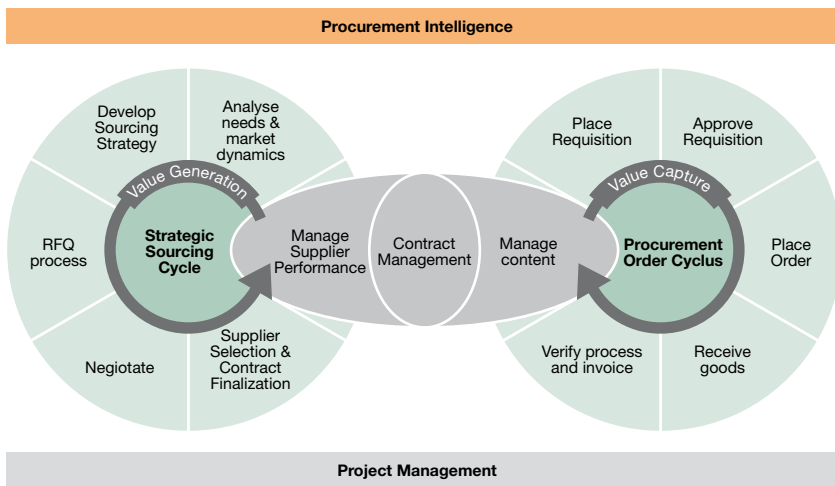 Procurement Intelligence
Develop
Sourcing
Strategy
Analyse
needs &
market
dynamics
Value Generation
RFQ
process
Strategic
Sourcing
Cycle
Negiotate
Supplier
Selection &
Contract
Finalization
Manage
Supplier
Performance
Contract
Management
Manage
content
Place
Requisition
Approve
Requisition
Value Capture
Procurement
Order Cyclus
Place
Order
Verify process
and invoice
Receive
goods
Project Management